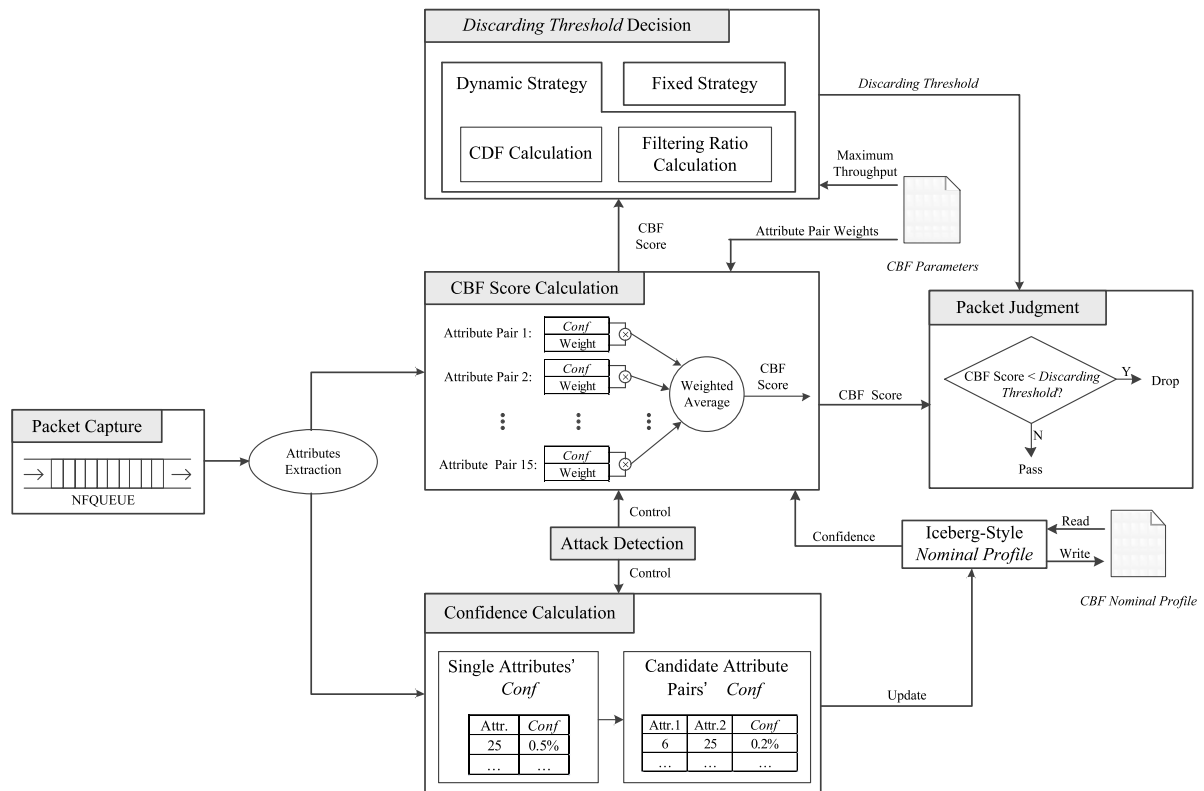 Discarding Threshold Decision
Dynamic Strategy
Fixed Strategy
CDF Calculation
Filtering Ratio
Calculation
Discarding Threshold
Maximum
Throughput
CBF
Score
Attribute Pair Weights
CBF Parameters
CBF Score Calculation
Attribute Pair 1:
Conf
Weight
Attribute Pair 2:
Conf
Weight
Attribute Pair 15:
Conf
Weight
Weighted
Average
CBF
Score
CBF Score
Packet Judgment
CBF Score < Discarding
Threshold?
Y
Drop
N
Pass
Packet Capture
NFQUEUE
Attributes
Extraction
Control
Attack Detection
Control
Confidence
Iceberg-Style
Nominal Profile
Read
Write
CBF Nominal Profile
Confidence Calculation
Single Attributes’
Conf
Attr. Conf
25 0.5%
… …
Candidate Attribute
Pairs’ Conf
Attr.1 Attr.2 Conf
6 25 0.2%
… … …
Update